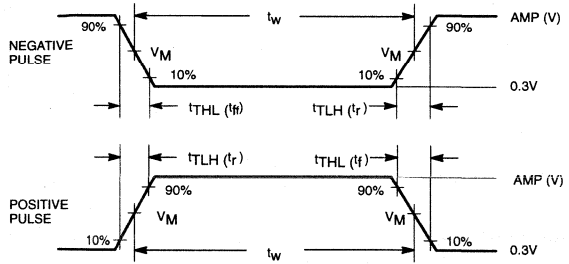 90% tw 90% AMP (V)
NEGATIVE
PULSE
VM VM
10% 10%
0.3V
tTHL (tff) tTLH (tr)
tTLH (tr) tTHL (tf)
AMP (V)
90% 90%
POSITIVE
PULSE
VM VM
10% tw 10% 0.3V